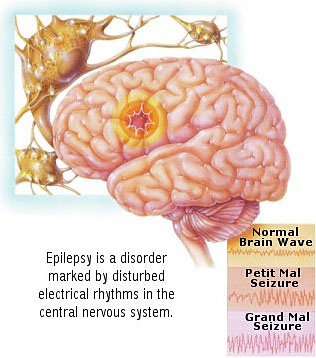 Epilepsy is a disorder
marked by disturbed
electrical rhythms in the
central nervous system.
Normal
Brain Wave
Petit Mal
Seizure
Grand Mal
Seizure